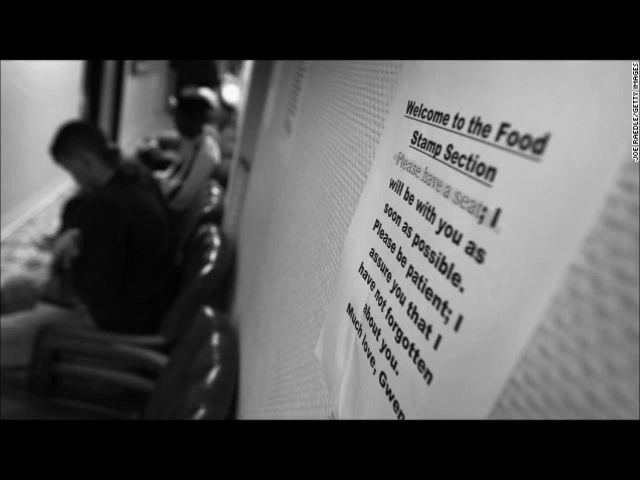 Welcome to the Food
Stamp Section
Please have a seat; I
will be with you as
soon as possible.
Please be patient; I
assure you that I
have not forgotten
about you.
Much love, Gwen
JOE RAEDLE/GETTY IMAGES